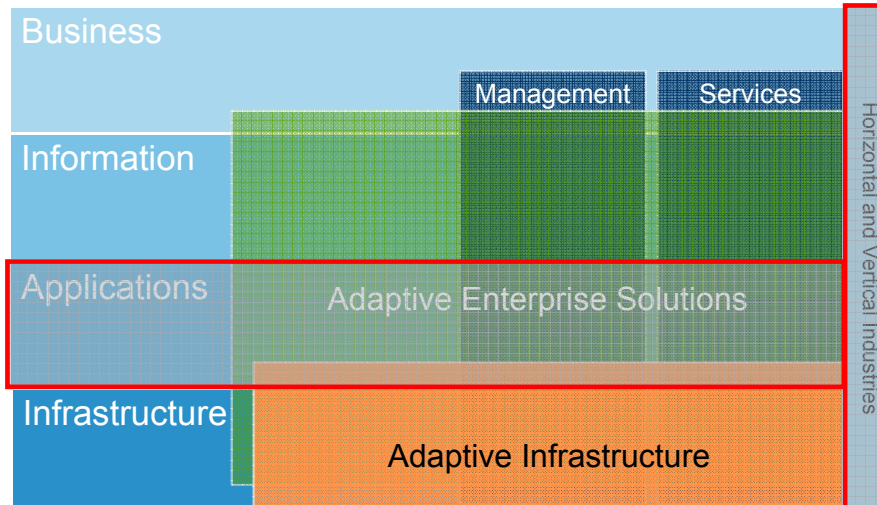 Business
Management
Services
Information
Applications
Adaptive Enterprise Solutions
Infrastructure
Adaptive Infrastructure
Horizontal and Vertical Industries